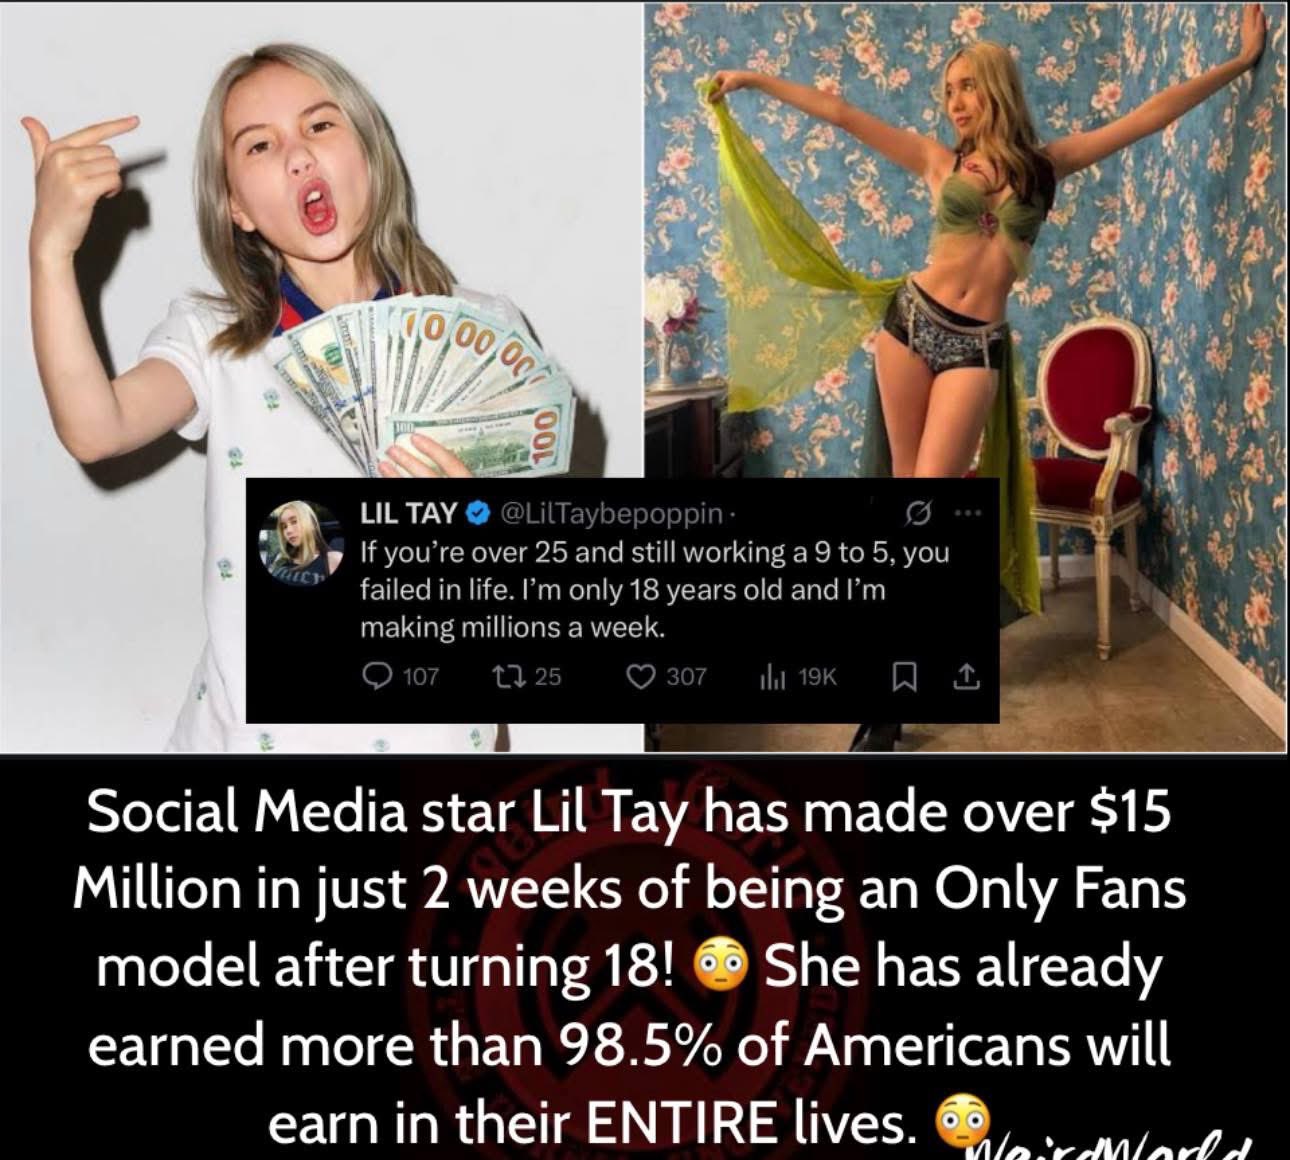 LIL TAY @LilTaybepoppin ·
If you're over 25 and still working a 9 to 5, you
failed in life. I'm only 18 years old and I'm
making millions a week.
107 25 307 19K
100
100
Social Media star Lil Tay has made over $15
Million in just 2 weeks of being an Only Fans
model after turning 18! 😳 She has already
earned more than 98.5% of Americans will
earn in their ENTIRE lives. 😳
WeirdWorld